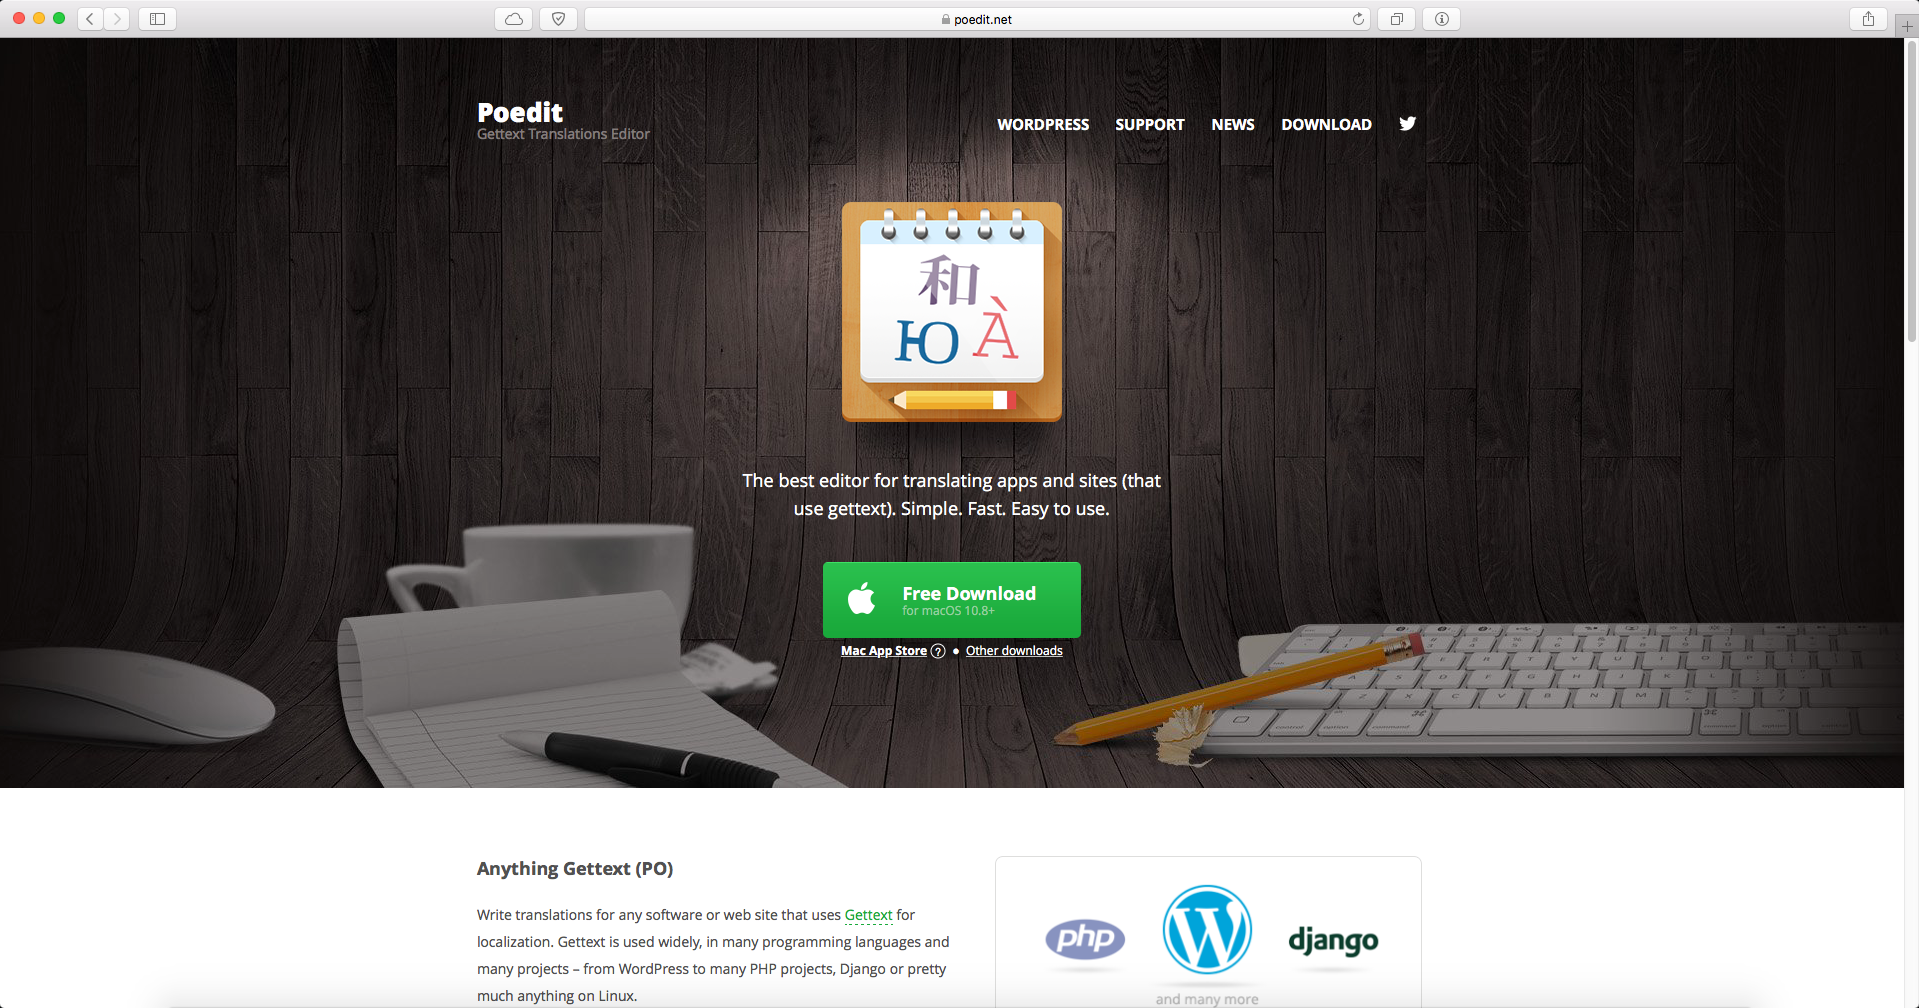 poedit.net
Poedit
Gettext Translations Editor
WORDPRESS SUPPORT NEWS DOWNLOAD
和
Ю À
The best editor for translating apps and sites (that
use gettext). Simple. Fast. Easy to use.
Free Download
for macOS 10.8+
Mac App Store ? • Other downloads
Anything Gettext (PO)
Write translations for any software or web site that uses Gettext for
localization. Gettext is used widely, in many programming languages and
many projects – from WordPress to many PHP projects, Django or pretty
much anything on Linux.
php W django
and many more